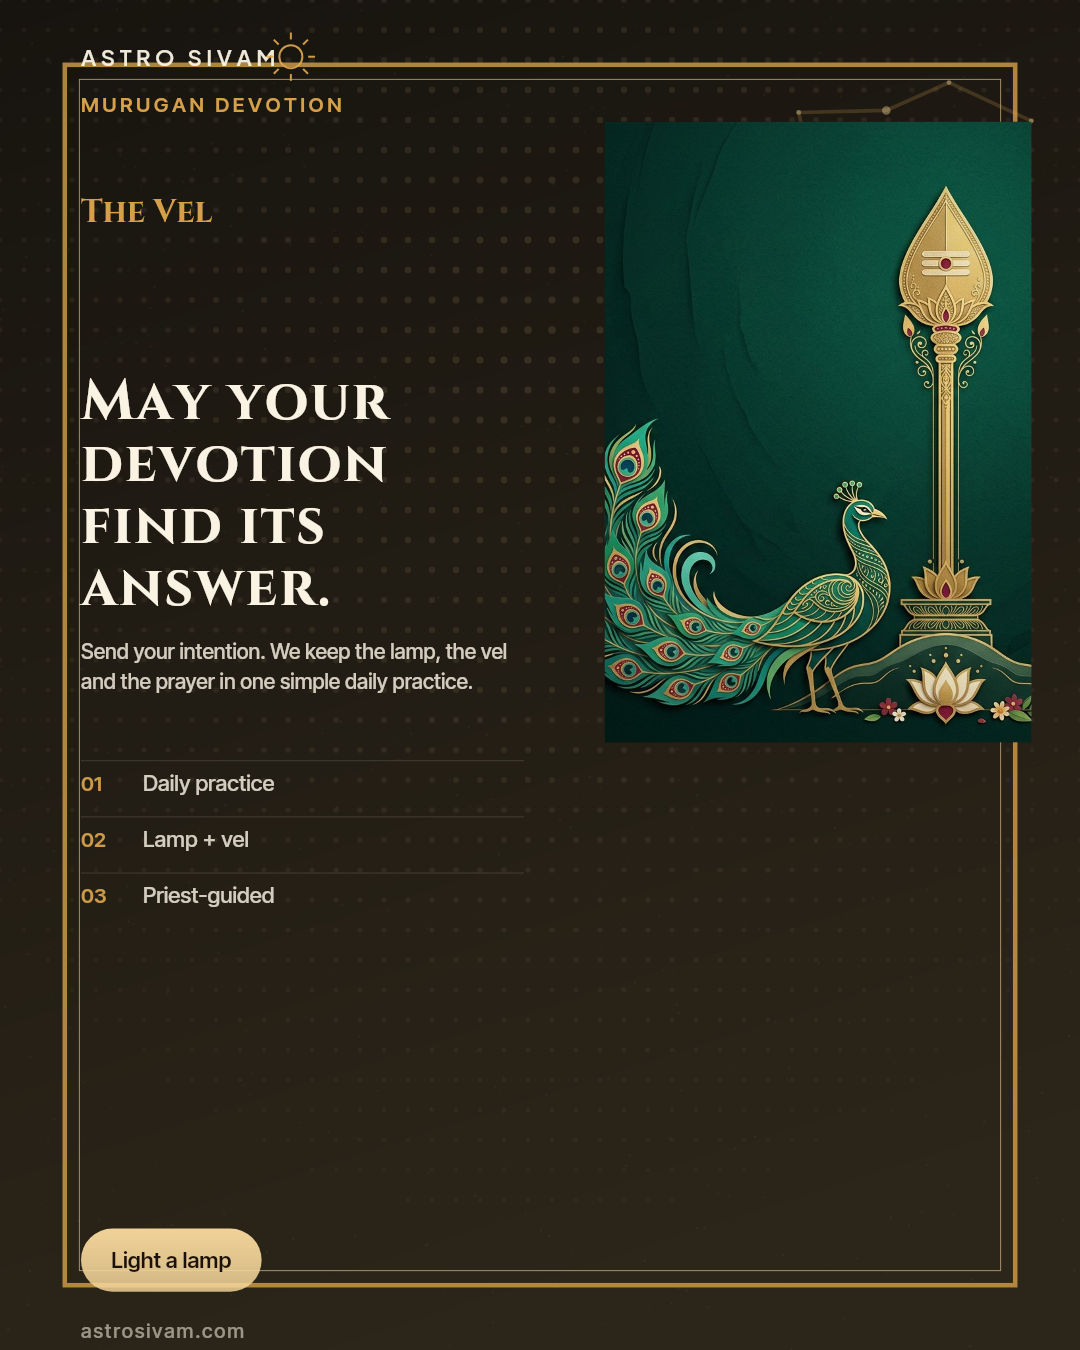 ASTRO SIVAM
MURUGAN DEVOTION
The Vel
May your
devotion
find its
answer.
Send your intention. We keep the lamp, the vel
and the prayer in one simple daily practice.
01 Daily practice
02 Lamp + vel
03 Priest-guided
Light a lamp
astrosivam.com